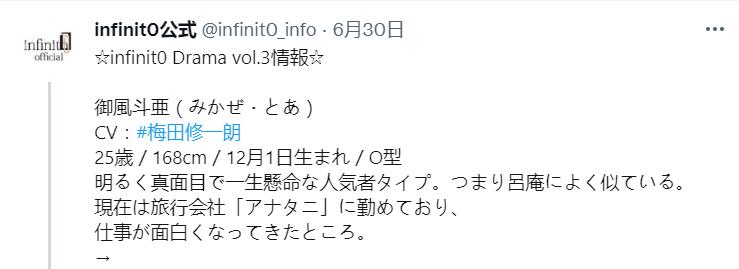 infinit0公式 @infinit0_info · 6月30日
infinit0
official
☆infinit0 Drama vol.3情報☆
御風斗亜 ( みかぜ・とあ )
CV：#梅田修一朗
25歳 / 168cm / 12月1日生まれ / O型
明るく真面目で一生懸命な人気者タイプ。つまり呂庵によく似ている。
現在は旅行会社「アナタニ」に勤めており、
仕事が面白くなってきたところ。
→